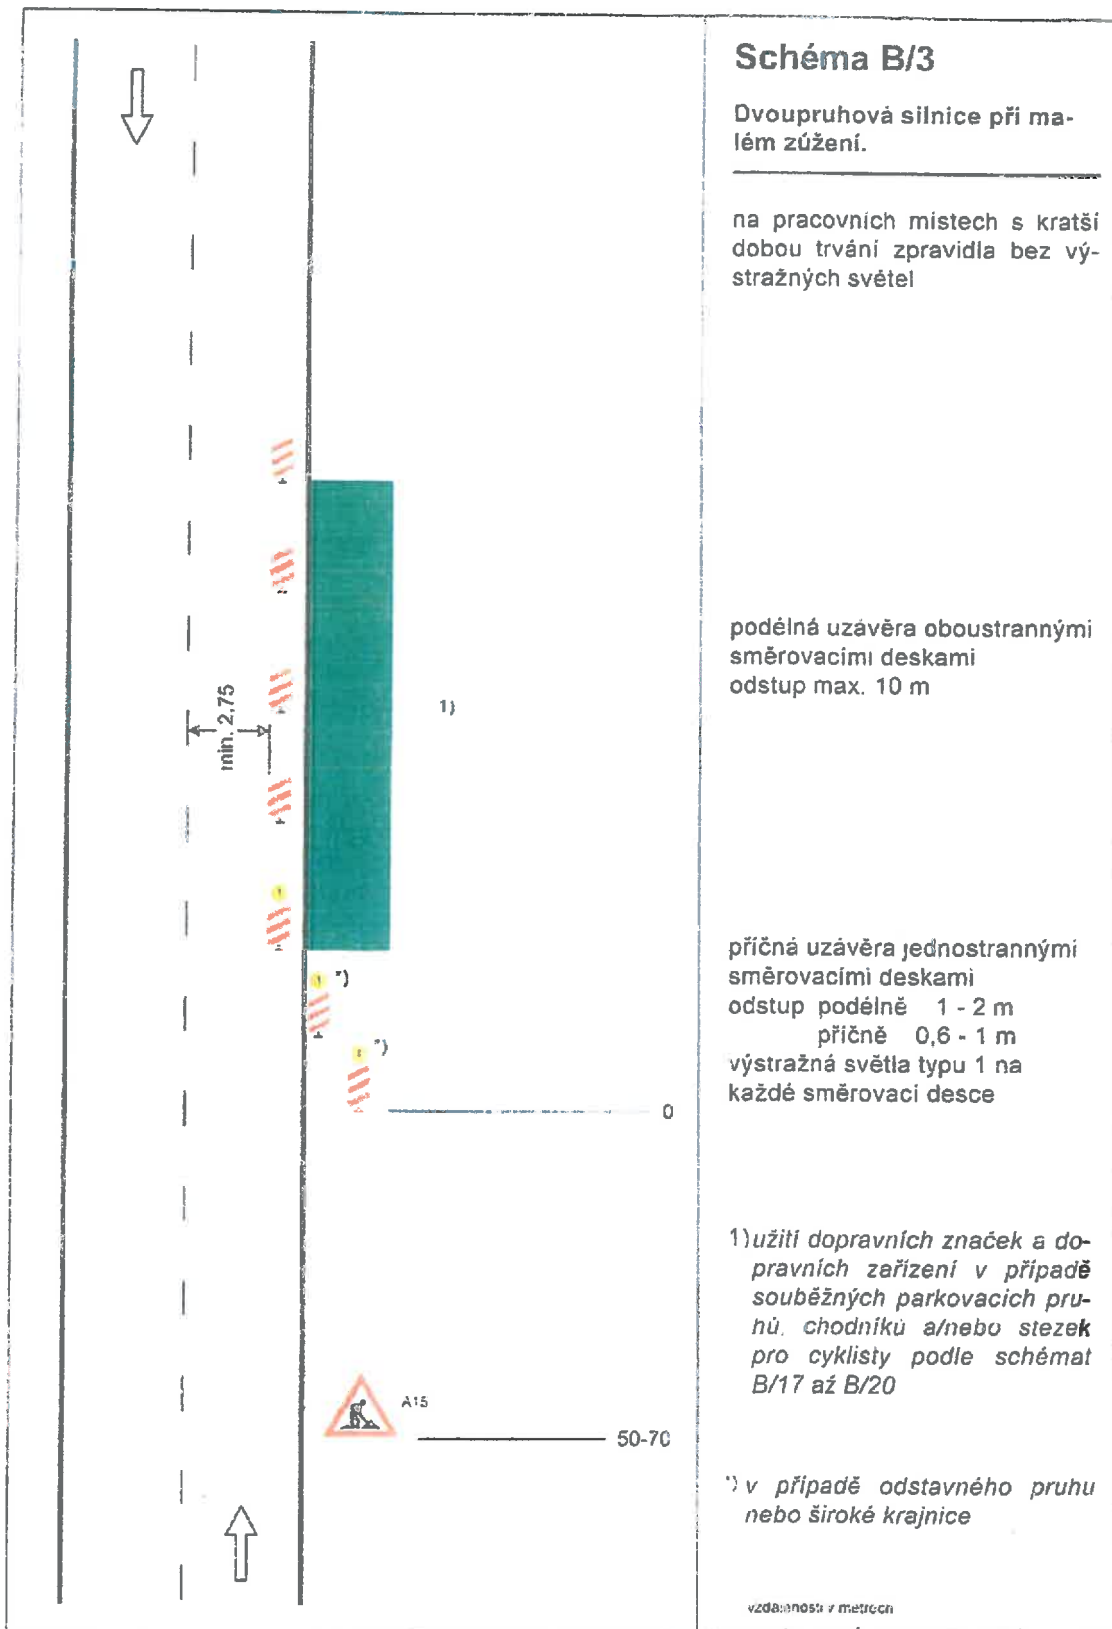 Schéma B/3
Dvoupruhová silnice při ma-
lém zúžení.
na pracovních místech s kratší
dobou trvání zpravidla bez vý-
stražných světel
podélná uzávěra oboustrannými
směrovacími deskami
odstup max. 10 m
min. 2,75
1)
1
příčná uzávěra jednostrannými
směrovacími deskami
odstup podélně 1 - 2 m
příčně 0,6 - 1 m
výstražná světla typu 1 na
každé směrovací desce
1 *)
1 *)
0
1) užití dopravních značek a do-
pravních zařízení v případě
souběžných parkovacích pru-
hů, chodníků a/nebo stezek
pro cyklisty podle schémat
B/17 až B/20
A15
50-70
*) v případě odstavného pruhu
nebo široké krajnice
vzdálenosti v metrech